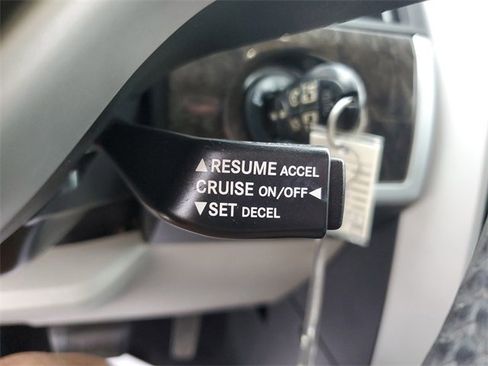 ▲RESUME ACCEL
CRUISE ON/OFF◀
▼SET DECEL